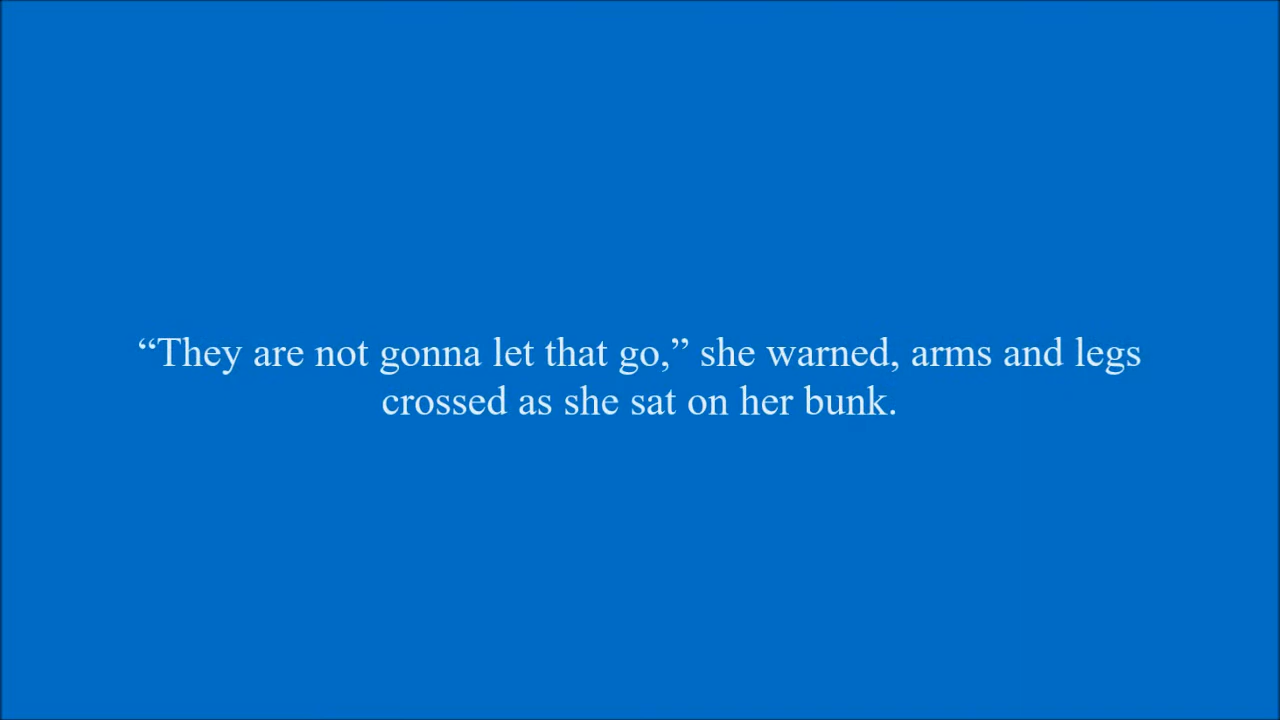 “They are not gonna let that go,” she warned, arms and legs
crossed as she sat on her bunk.